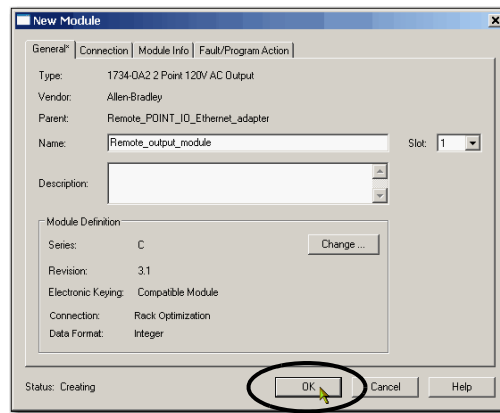 New Module
General* Connection Module Info Fault/Program Action
Type: 1734-OA2 2 Point 120V AC Output
Vendor: Allen-Bradley
Parent: Remote_POINT_IO_Ethernet_adapter
Name: Remote_output_module Slot: 1
Description:
Module Definition
Series: C Change ...
Revision: 3.1
Electronic Keying: Compatible Module
Connection: Rack Optimization
Data Format: Integer
Status: Creating OK Cancel Help